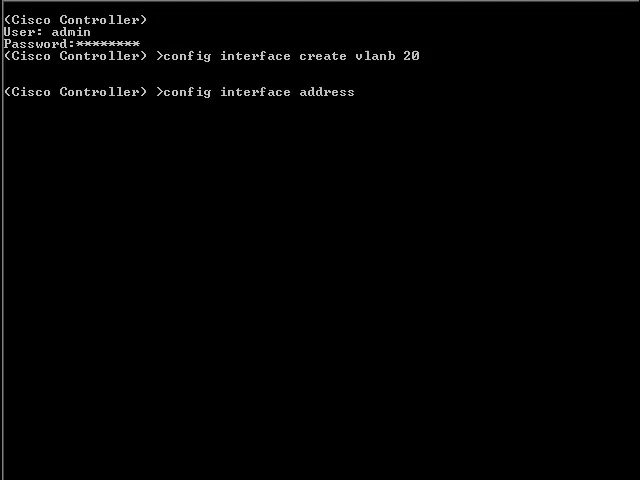 (Cisco Controller)
User: admin
Password:********
(Cisco Controller) >config interface create vlanb 20
(Cisco Controller) >config interface address